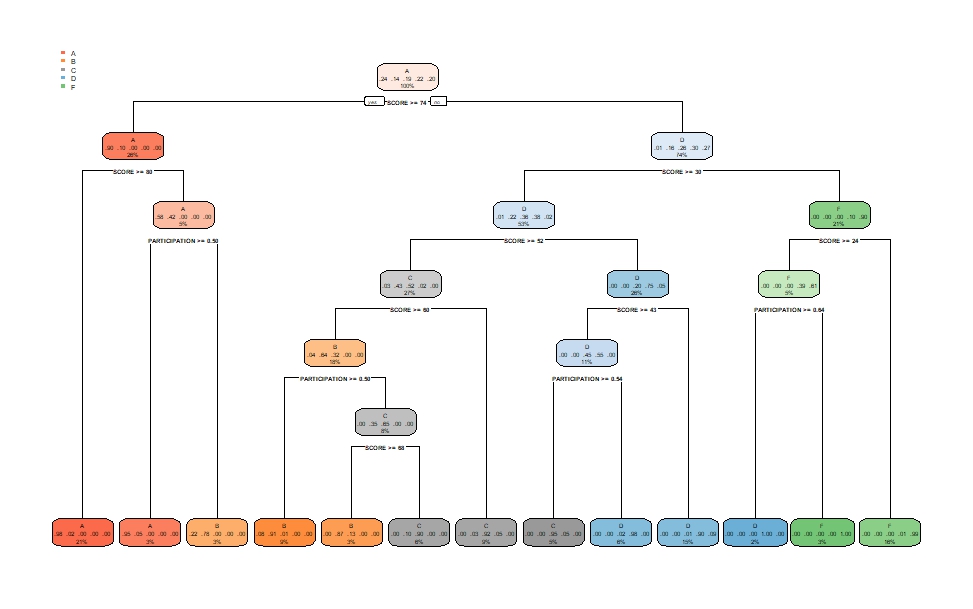 A
B
C
D
F
A
.24 .14 .19 .22 .20
100%
yes SCORE >= 74 no
A
.90 .10 .00 .00 .00
26%
D
.01 .16 .26 .30 .27
74%
SCORE >= 80
SCORE >= 30
A
.58 .42 .00 .00 .00
5%
D
.01 .22 .36 .38 .02
53%
F
.00 .00 .00 .10 .90
21%
PARTICIPATION >= 0.50
SCORE >= 52
SCORE >= 24
C
.03 .43 .52 .02 .00
27%
D
.00 .00 .20 .75 .05
26%
F
.00 .00 .00 .39 .61
5%
SCORE >= 60
SCORE >= 43
PARTICIPATION >= 0.64
B
.04 .64 .32 .00 .00
18%
D
.00 .00 .45 .55 .00
11%
PARTICIPATION >= 0.50
PARTICIPATION >= 0.54
C
.00 .35 .65 .00 .00
8%
SCORE >= 68
A
.98 .02 .00 .00 .00
21%
A
.95 .05 .00 .00 .00
3%
B
.22 .78 .00 .00 .00
3%
B
.08 .91 .01 .00 .00
9%
B
.00 .87 .13 .00 .00
3%
C
.00 .10 .90 .00 .00
6%
C
.00 .03 .92 .05 .00
9%
C
.00 .00 .95 .05 .00
5%
D
.00 .00 .02 .98 .00
6%
D
.00 .00 .01 .90 .09
15%
D
.00 .00 .00 1.00 .00
2%
F
.00 .00 .00 .00 1.00
3%
F
.00 .00 .00 .01 .99
16%